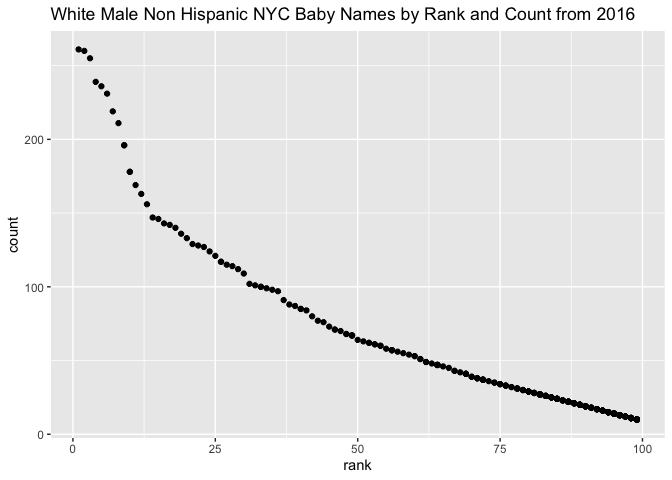 White Male Non Hispanic NYC Baby Names by Rank and Count from 2016
200
100
0
count
0 25 50 75 100
rank